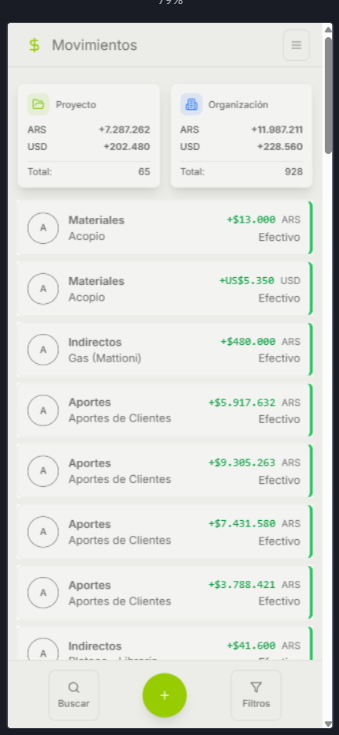 79%
$ Movimientos
Proyecto
ARS +7.287.262
USD +202.480
Total: 65
Organización
ARS +11.987.211
USD +228.560
Total: 928
A Materiales +$13.000 ARS
Acopio Efectivo
A Materiales +US$5.350 USD
Acopio Efectivo
A Indirectos +$480.000 ARS
Gas (Mattioni) Efectivo
A Aportes +$5.917.632 ARS
Aportes de Clientes Efectivo
A Aportes +$9.305.263 ARS
Aportes de Clientes Efectivo
A Aportes +$7.431.580 ARS
Aportes de Clientes Efectivo
A Aportes +$3.788.421 ARS
Aportes de Clientes Efectivo
A Indirectos +$41.600 ARS
Buscar
+
Filtros